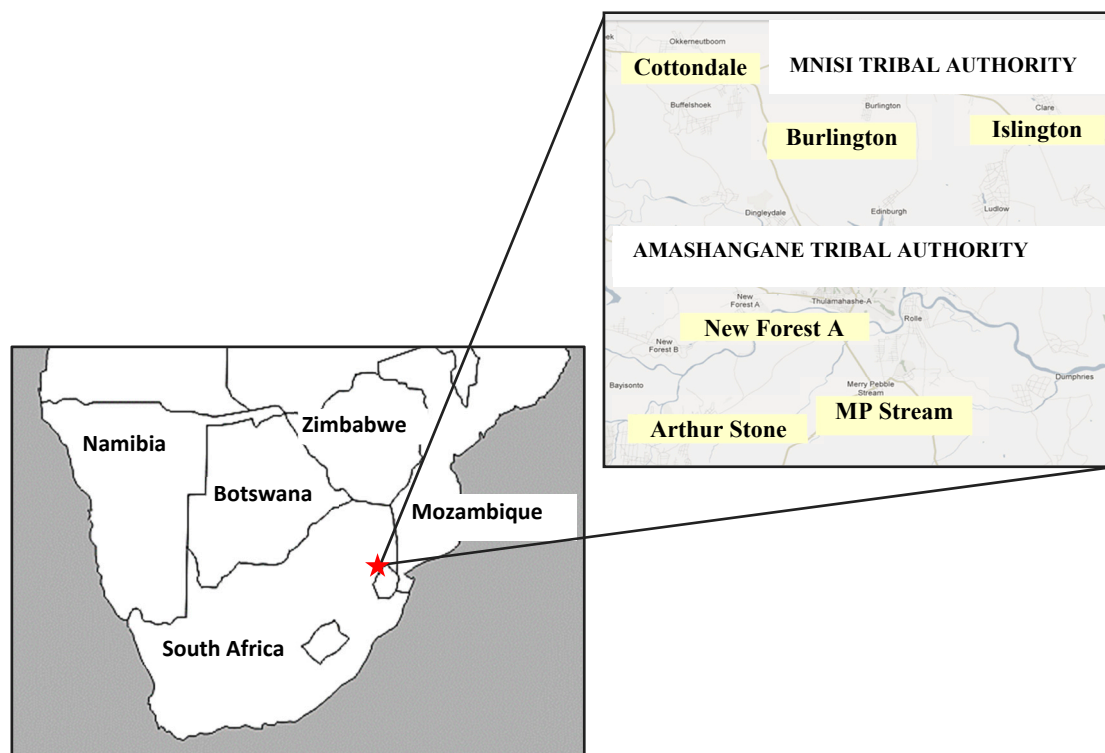 Okkerneutboom
ek
Cottondale
MNISI TRIBAL AUTHORITY
Buffelshoek
Burlington
Clare
Burlington
Islington
Dingleydale
Edinburgh
Ludlow
AMASHANGANE TRIBAL AUTHORITY
New
Forest A
Thulamahashe-A
Rolle
New Forest A
New
Forest B
Bayisonto
Merry Pebble
Stream
Dumphries
Arthur Stone
MP Stream
Zimbabwe
Namibia
Botswana
Mozambique
South Africa